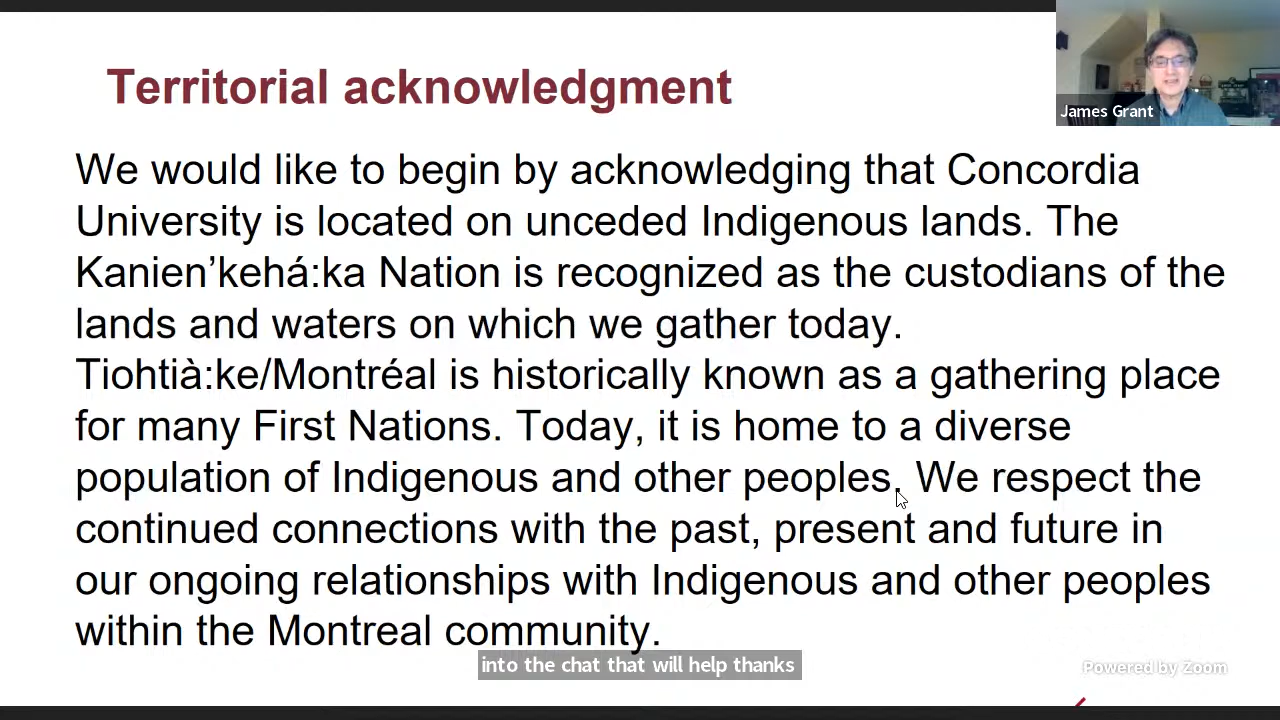 Territorial acknowledgment
James Grant
We would like to begin by acknowledging that Concordia
University is located on unceded Indigenous lands. The
Kanien’kehá:ka Nation is recognized as the custodians of the
lands and waters on which we gather today.
Tiohtià:ke/Montréal is historically known as a gathering place
for many First Nations. Today, it is home to a diverse
population of Indigenous and other peoples. We respect the
continued connections with the past, present and future in
our ongoing relationships with Indigenous and other peoples
within the Montreal community.
into the chat that will help thanks
Powered by Zoom